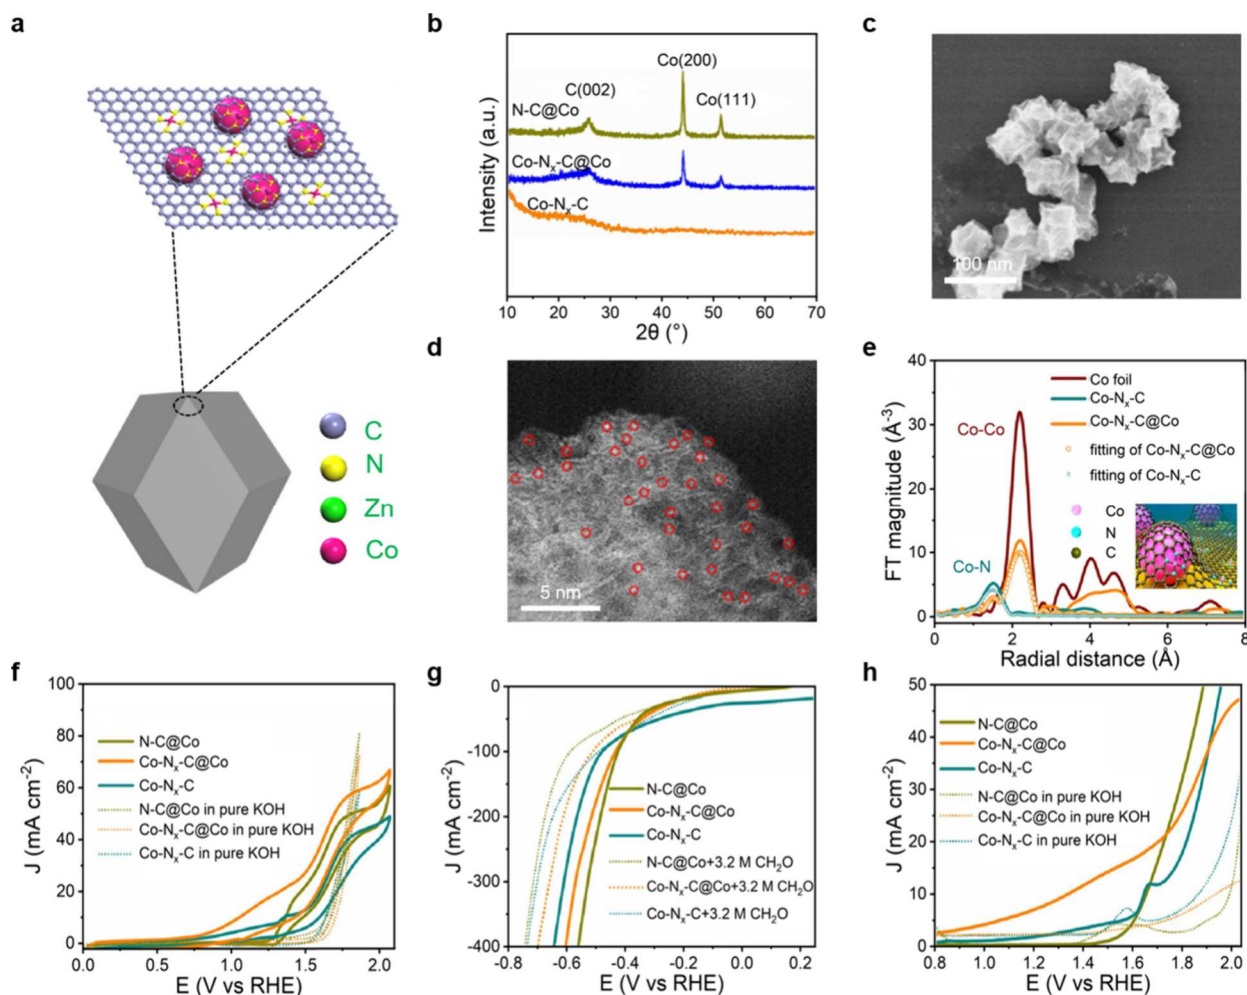 a
C
N
Zn
Co
b
Intensity (a.u.)
N-C@Co
C(002)
Co(200)
Co(111)
Co-Nₓ-C@Co
Co-Nₓ-C
10 20 30 40 50 60 70
2θ (°)
c
100 nm
d
5 nm
e
FT magnitude (Å⁻³)
40
30
20
10
0
Co-Co
Co-N
Co foil
Co-Nₓ-C
Co-Nₓ-C@Co
fitting of Co-Nₓ-C@Co
fitting of Co-Nₓ-C
Co
N
C
0 2 4 6 8
Radial distance (Å)
f
J (mA cm⁻²)
100
80
60
40
20
0
N-C@Co
Co-Nₓ-C@Co
Co-Nₓ-C
N-C@Co in pure KOH
Co-Nₓ-C@Co in pure KOH
Co-Nₓ-C in pure KOH
0.0 0.5 1.0 1.5 2.0
E (V vs RHE)
g
J (mA cm⁻²)
0
-100
-200
-300
-400
N-C@Co
Co-Nₓ-C@Co
Co-Nₓ-C
N-C@Co+3.2 M CH₂O
Co-Nₓ-C@Co+3.2 M CH₂O
Co-Nₓ-C+3.2 M CH₂O
-0.8 -0.6 -0.4 -0.2 0.0 0.2
E (V vs RHE)
h
J (mA cm⁻²)
50
40
30
20
10
0
N-C@Co
Co-Nₓ-C@Co
Co-Nₓ-C
N-C@Co in pure KOH
Co-Nₓ-C@Co in pure KOH
Co-Nₓ-C in pure KOH
0.8 1.0 1.2 1.4 1.6 1.8 2.0
E (V vs RHE)